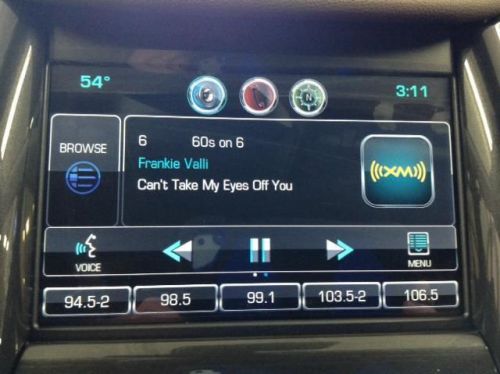 54° N 3:11
BROWSE
6 60s on 6
Frankie Valli
Can't Take My Eyes Off You
((((XM))))
VOICE
MENU
94.5-2 98.5 99.1 103.5-2 106.5